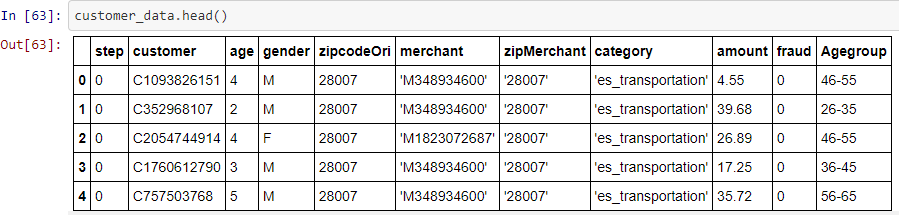 In [63]: customer_data.head()
Out[63]:
step customer age gender zipcodeOri merchant zipMerchant category amount fraud Agegroup
0 0 C1093826151 4 M 28007 'M348934600' '28007' 'es_transportation' 4.55 0 46-55
1 0 C352968107 2 M 28007 'M348934600' '28007' 'es_transportation' 39.68 0 26-35
2 0 C2054744914 4 F 28007 'M1823072687' '28007' 'es_transportation' 26.89 0 46-55
3 0 C1760612790 3 M 28007 'M348934600' '28007' 'es_transportation' 17.25 0 36-45
4 0 C757503768 5 M 28007 'M348934600' '28007' 'es_transportation' 35.72 0 56-65